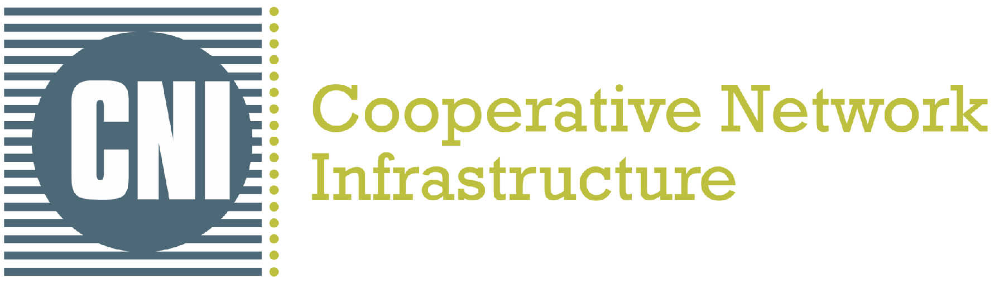 CNI
Cooperative Network
Infrastructure